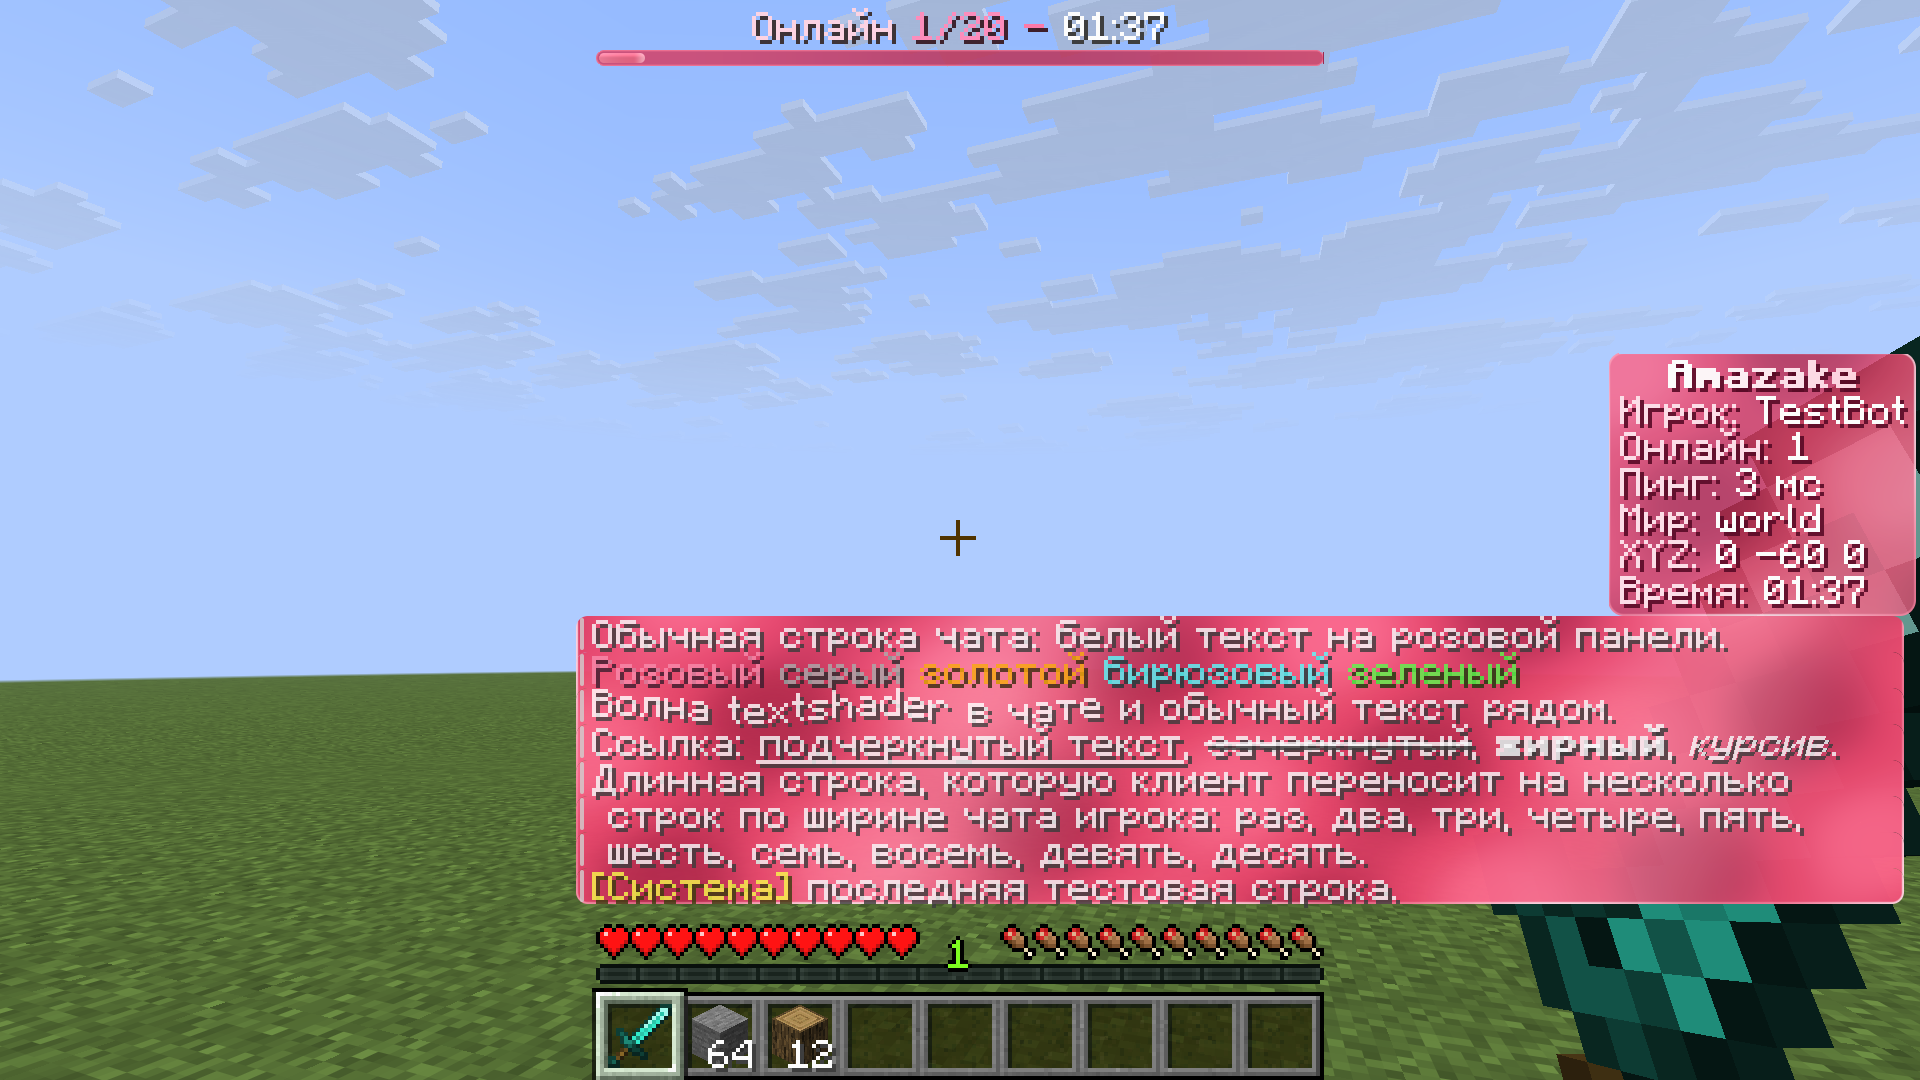 Онлайн 1/20 - 01:37
Amazake
Игрок: TestBot
Онлайн: 1
Пинг: 3 мс
Мир: world
XYZ: 0 -60 0
Время: 01:37
Обычная строка чата: белый текст на розовой панели.
Розовый серый золотой бирюзовый зеленый
Волна textshader в чате и обычный текст рядом.
Ссылка: подчеркнутый текст, зачеркнутый, жирный, курсив.
Длинная строка, которую клиент переносит на несколько
строк по ширине чата игрока: раз, два, три, четыре, пять,
шесть, семь, восемь, девять, десять.
[Система] последняя тестовая строка.
1
64 12